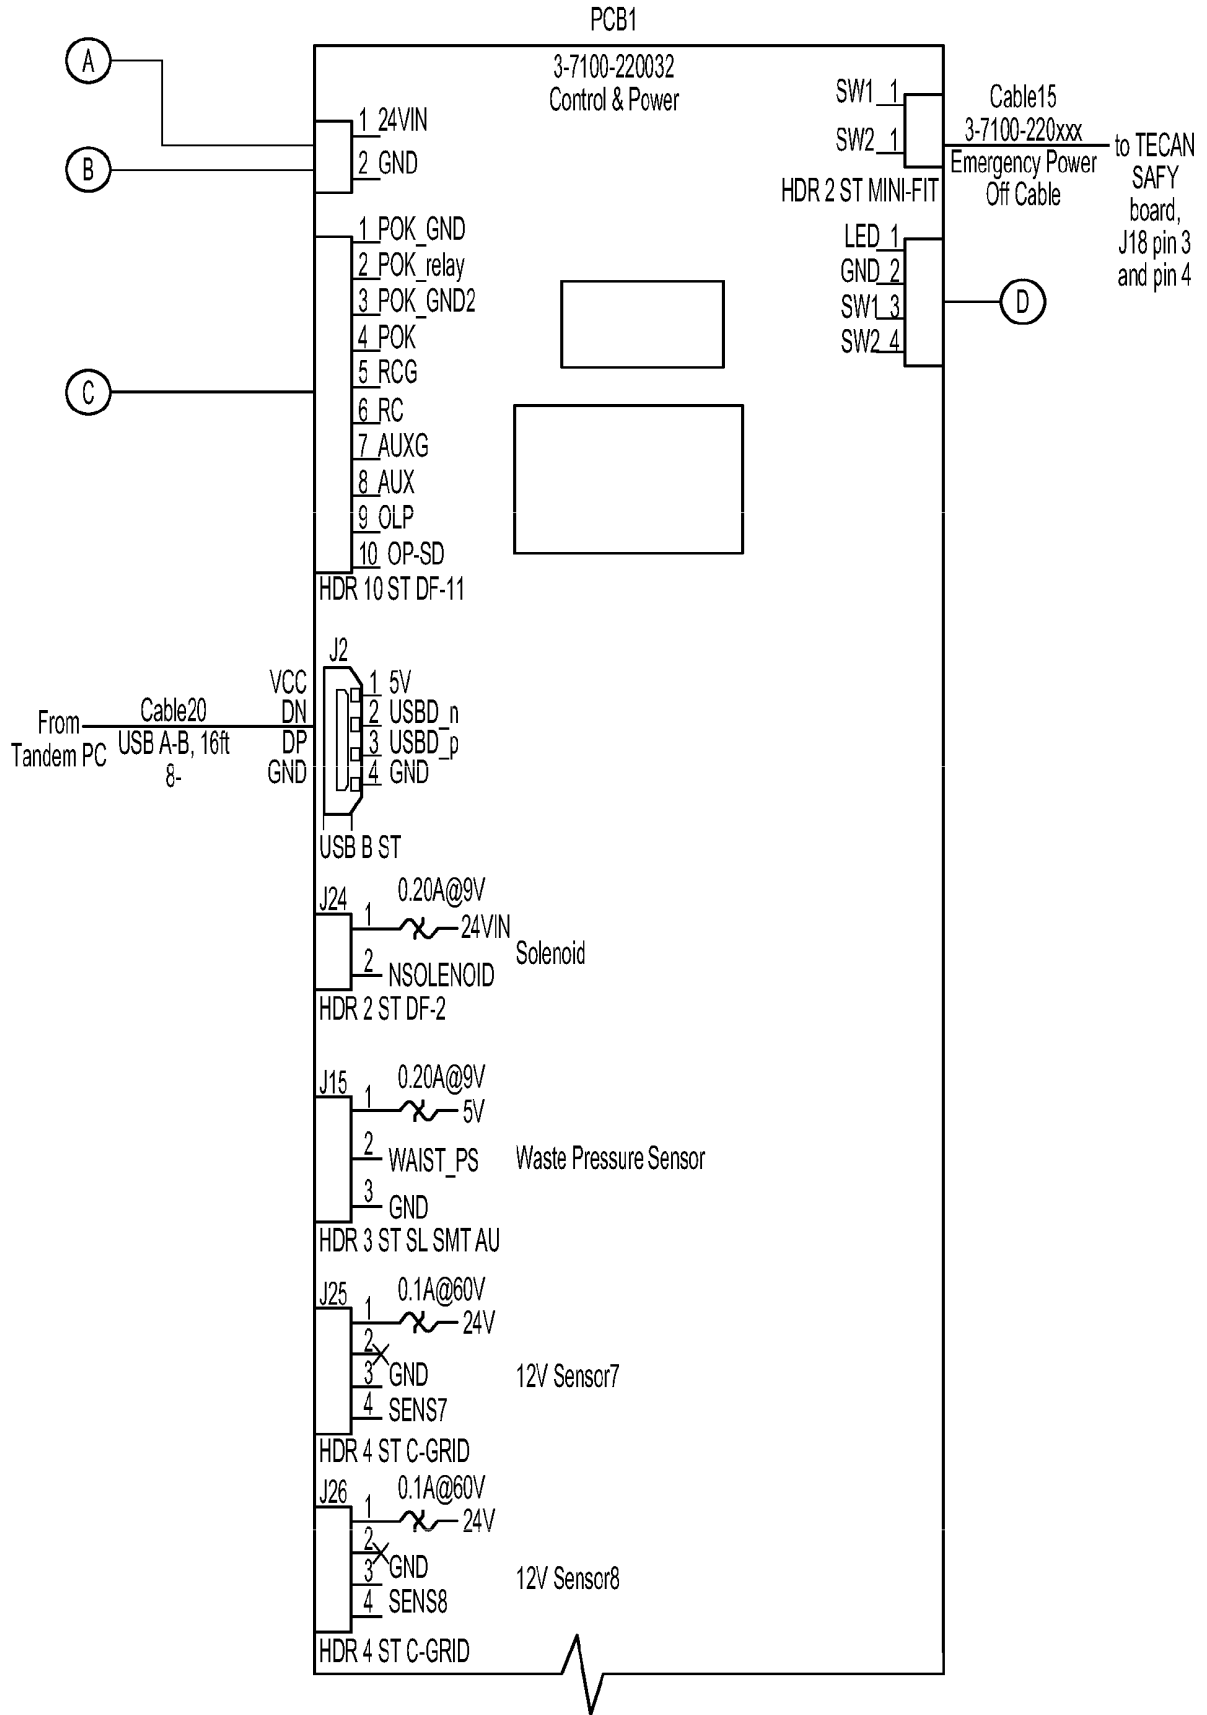 PCB1
3-7100-220032
Control & Power
A
B
1 24VIN
2 GND
SW1 1
SW2 1
HDR 2 ST MINI-FIT
Cable15
3-7100-220xxx
Emergency Power
Off Cable
to TECAN
SAFY
board,
J18 pin 3
and pin 4
LED 1
GND 2
SW1 3
SW2 4
D
C
1 POK_GND
2 POK_relay
3 POK_GND2
4 POK
5 RCG
6 RC
7 AUXG
8 AUX
9 OLP
10 OP-SD
HDR 10 ST DF-11
J2
From
Tandem PC
Cable20
USB A-B, 16ft
8-
VCC
DN
DP
GND
1 5V
2 USBD_n
3 USBD_p
4 GND
USB B ST
J24
0.20A@9V
1 24VIN
2 NSOLENOID
Solenoid
HDR 2 ST DF-2
J15
0.20A@9V
1 5V
2 WAIST_PS
3 GND
Waste Pressure Sensor
HDR 3 ST SL SMT AU
J25
0.1A@60V
1 24V
2
3 GND
4 SENS7
12V Sensor7
HDR 4 ST C-GRID
J26
0.1A@60V
1 24V
2
3 GND
4 SENS8
12V Sensor8
HDR 4 ST C-GRID